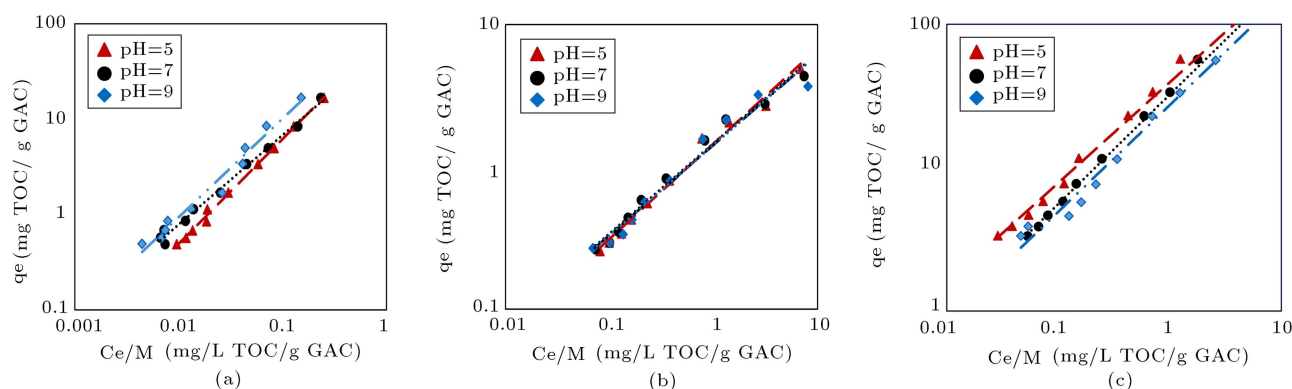 100
10
1
0.1
qe (mg TOC/ g GAC)
pH=5
pH=7
pH=9
0.001
0.01
0.1
1
Ce/M (mg/L TOC/g GAC)
(a)
10
1
0.1
qe (mg TOC/ g GAC)
pH=5
pH=7
pH=9
0.01
0.1
1
10
Ce/M (mg/L TOC/g GAC)
(b)
100
10
1
qe (mg TOC/ g GAC)
pH=5
pH=7
pH=9
0.01
0.1
1
10
Ce/M (mg/L TOC/g GAC)
(c)